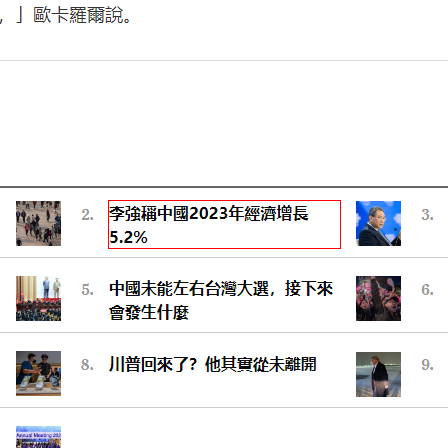 ，」歐卡羅爾說。
2.
李強稱中國2023年經濟增長
5.2%
3.
5.
中國未能左右台灣大選，接下來
會發生什麼
6.
8.
川普回來了？他其實從未離開
9.
Annual Meeting 202